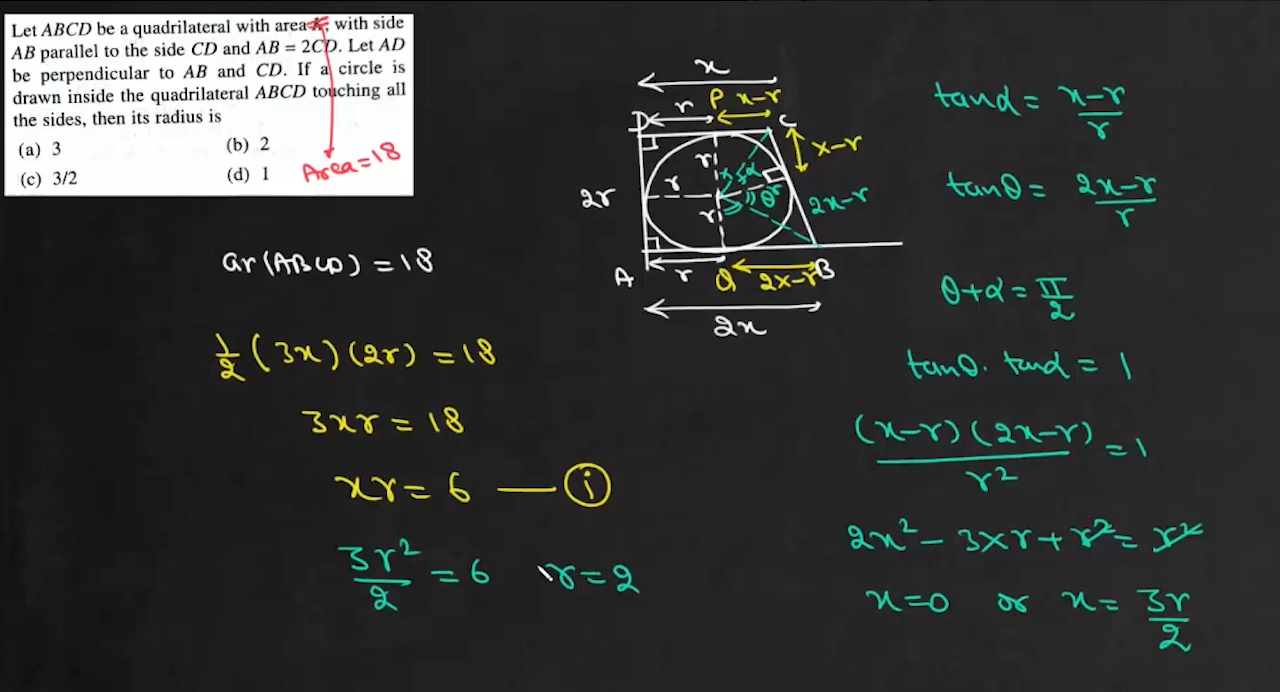 Let ABCD be a quadrilateral with area , with side
AB parallel to the side CD and AB = 2CD. Let AD
be perpendicular to AB and CD. If a circle is
drawn inside the quadrilateral ABCD touching all
the sides, then its radius is
(a) 3 (b) 2
(c) 3/2 (d) 1
Area = 18
ar (ABCD) = 18
1/2 (3x) (2r) = 18
3xr = 18
xr = 6 — (i)
3r²/2 = 6 r = 2
x
D r P x-r C
x-r
2r r r α θ r 2x-r
r
A r Q 2x-r B
2x
tanα = x-r/r
tanθ = 2x-r/r
θ+α = π/2
tanθ. tanα = 1
(x-r) (2x-r)/r² = 1
2x² - 3xr + r² = r²
x=0 or x = 3r/2